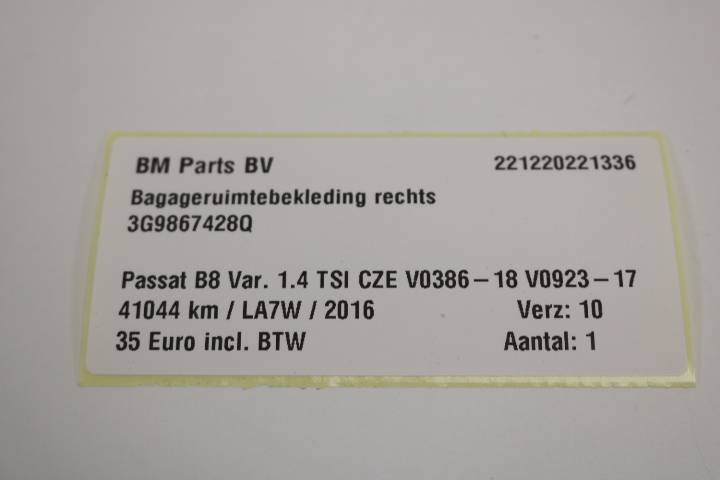 BM Parts BV 221220221336
Bagageruimtebekleding rechts
3G9867428Q
Passat B8 Var. 1.4 TSI CZE V0386-18 V0923-17
41044 km / LA7W / 2016 Verz: 10
35 Euro incl. BTW Aantal: 1